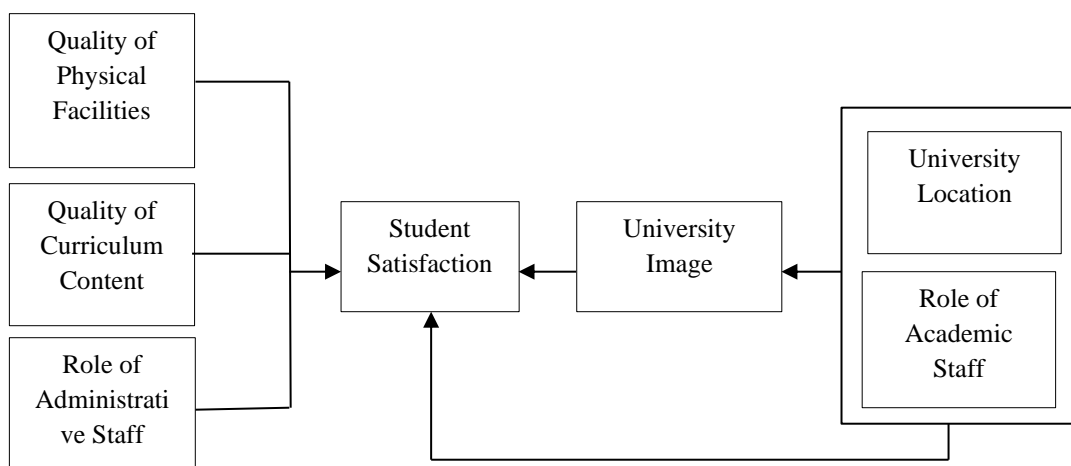 Quality of
Physical
Facilities
Quality of
Curriculum
Content
Role of
Administrati
ve Staff
Student
Satisfaction
University
Image
University
Location
Role of
Academic
Staff